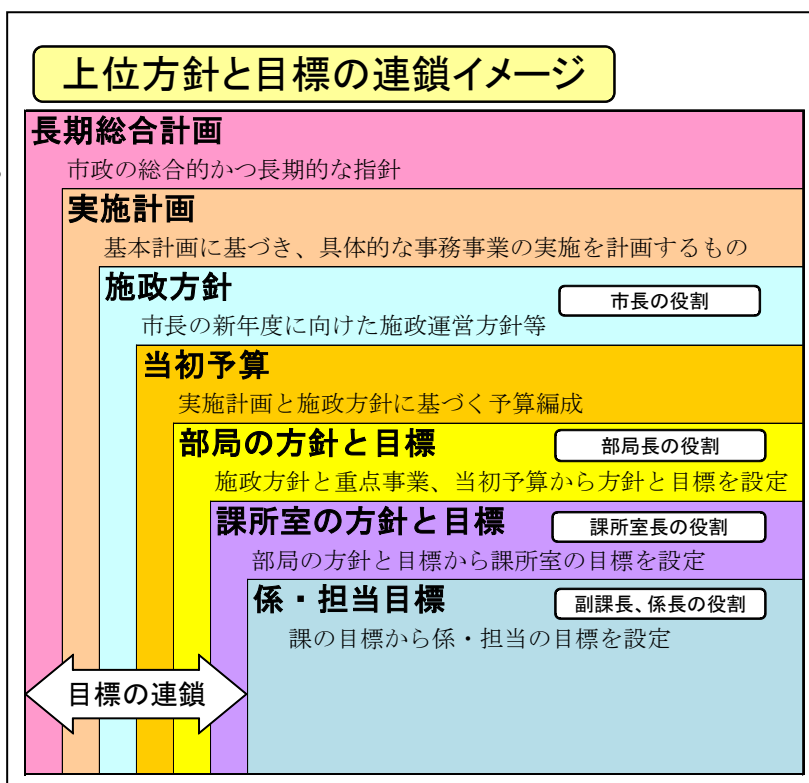 上位方針と目標の連鎖イメージ
長期総合計画
市政の総合的かつ長期的な指針
実施計画
基本計画に基づき、具体的な事務事業の実施を計画するもの
施政方針
市長の役割
市長の新年度に向けた施政運営方針等
当初予算
実施計画と施政方針に基づく予算編成
部局の方針と目標
部局長の役割
施政方針と重点事業、当初予算から方針と目標を設定
課所室の方針と目標
課所室長の役割
部局の方針と目標から課所室の目標を設定
係・担当目標
副課長、係長の役割
課の目標から係・担当の目標を設定
目標の連鎖